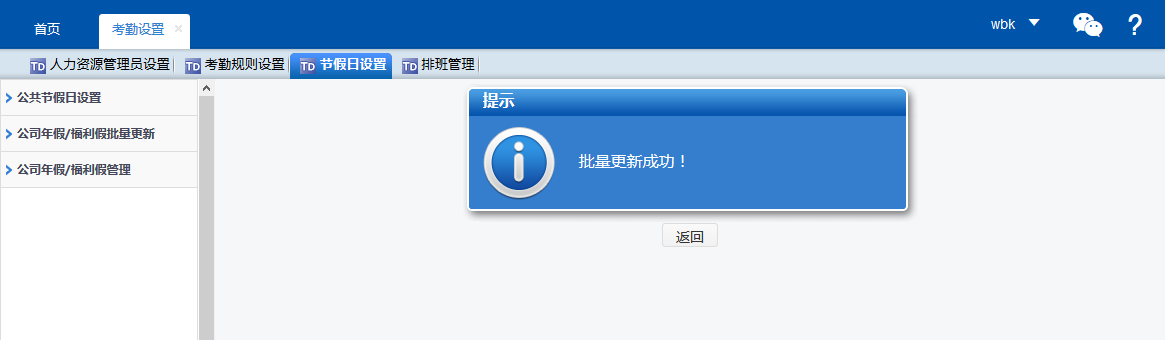 首页
考勤设置 ×
wbk
?
TD 人力资源管理员设置
TD 考勤规则设置
TD 节假日设置
TD 排班管理
公共节假日设置
公司年假/福利假批量更新
公司年假/福利假管理
提示
批量更新成功！
返回